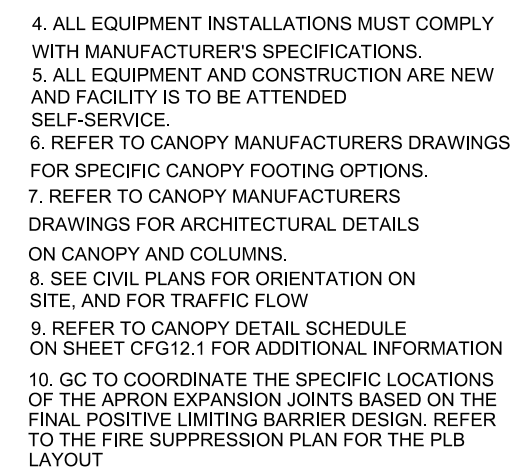 4. ALL EQUIPMENT INSTALLATIONS MUST COMPLY
WITH MANUFACTURER'S SPECIFICATIONS.
5. ALL EQUIPMENT AND CONSTRUCTION ARE NEW
AND FACILITY IS TO BE ATTENDED
SELF-SERVICE.
6. REFER TO CANOPY MANUFACTURERS DRAWINGS
FOR SPECIFIC CANOPY FOOTING OPTIONS.
7. REFER TO CANOPY MANUFACTURERS
DRAWINGS FOR ARCHITECTURAL DETAILS
ON CANOPY AND COLUMNS.
8. SEE CIVIL PLANS FOR ORIENTATION ON
SITE, AND FOR TRAFFIC FLOW
9. REFER TO CANOPY DETAIL SCHEDULE
ON SHEET CFG12.1 FOR ADDITIONAL INFORMATION
10. GC TO COORDINATE THE SPECIFIC LOCATIONS
OF THE APRON EXPANSION JOINTS BASED ON THE
FINAL POSITIVE LIMITING BARRIER DESIGN. REFER
TO THE FIRE SUPPRESSION PLAN FOR THE PLB
LAYOUT